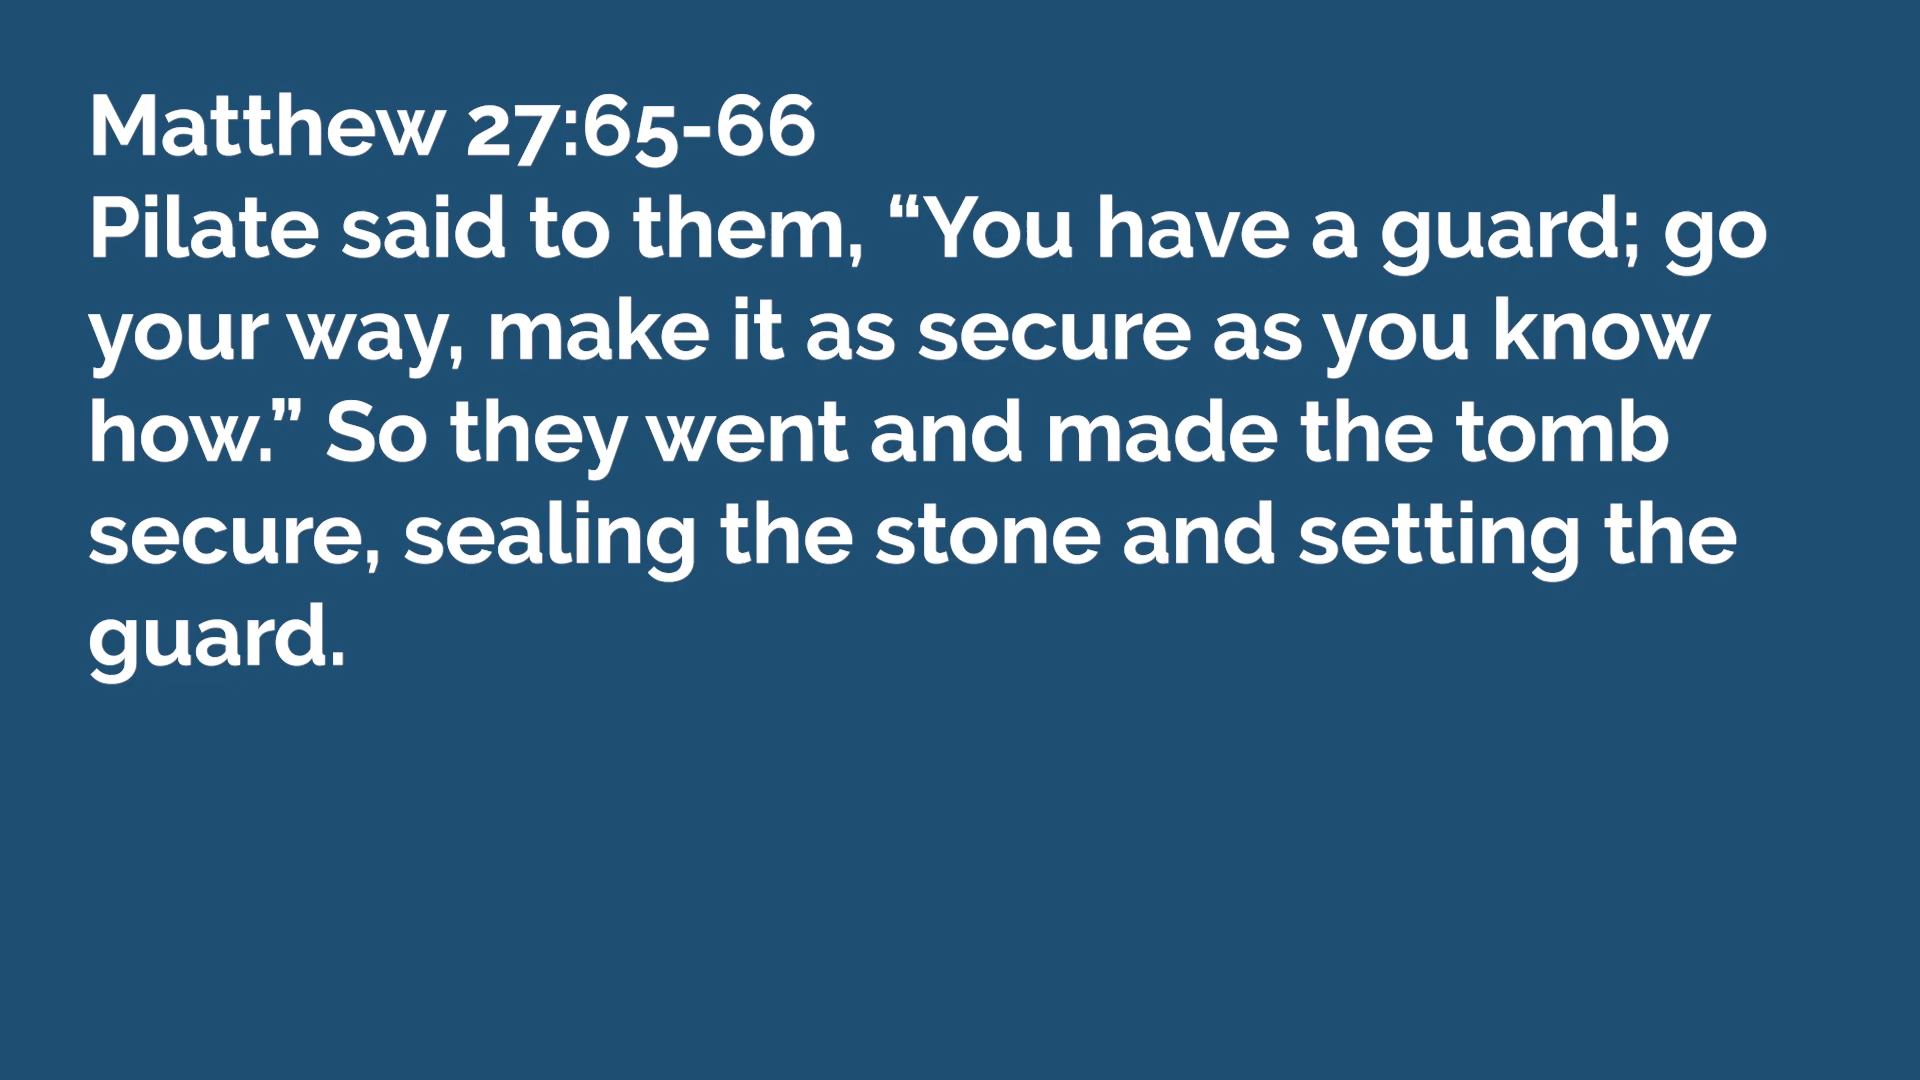 Matthew 27:65-66
Pilate said to them, “You have a guard; go
your way, make it as secure as you know
how.” So they went and made the tomb
secure, sealing the stone and setting the
guard.